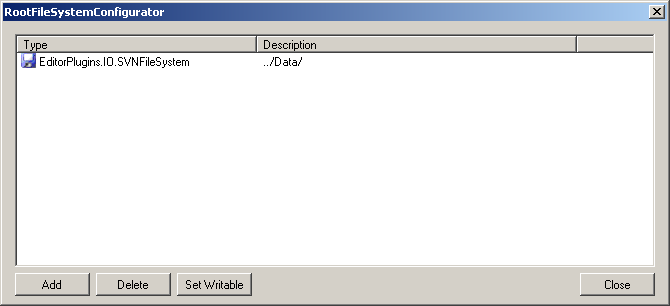 RootFileSystemConfigurator
Type Description
EditorPlugins.IO.SVNFileSystem ../Data/
Add Delete Set Writable Close